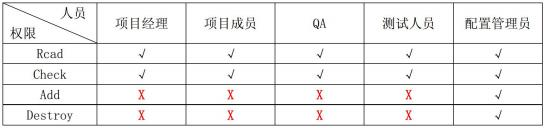 人员 项目经理 项目成员 QA 测试人员 配置管理员
权限
Rcad √ √ √ √ √
Check √ √ √ √ √
Add X X X X √
Destroy X X X X √